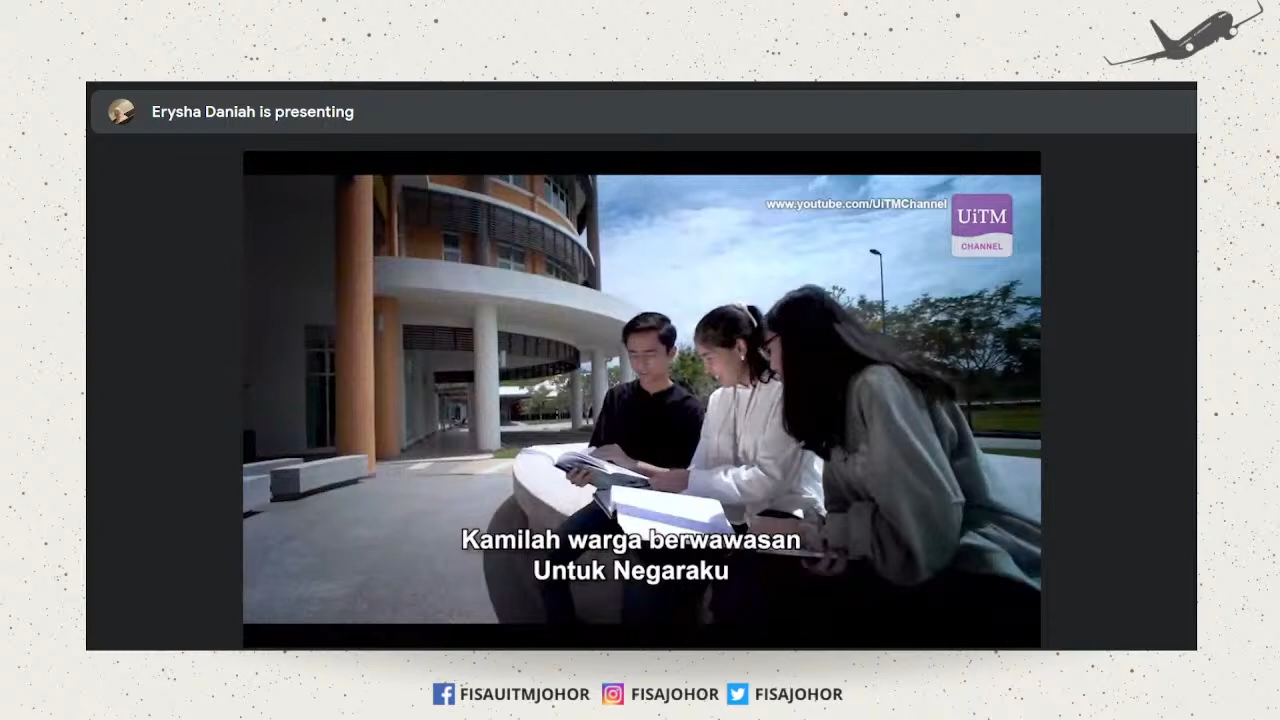 Erysha Daniah is presenting
www.youtube.com/UiTMChannel
UiTM
CHANNEL
Kamilah warga berwawasan
Untuk Negaraku
FISAUITMJOHOR FISAJOHOR FISAJOHOR